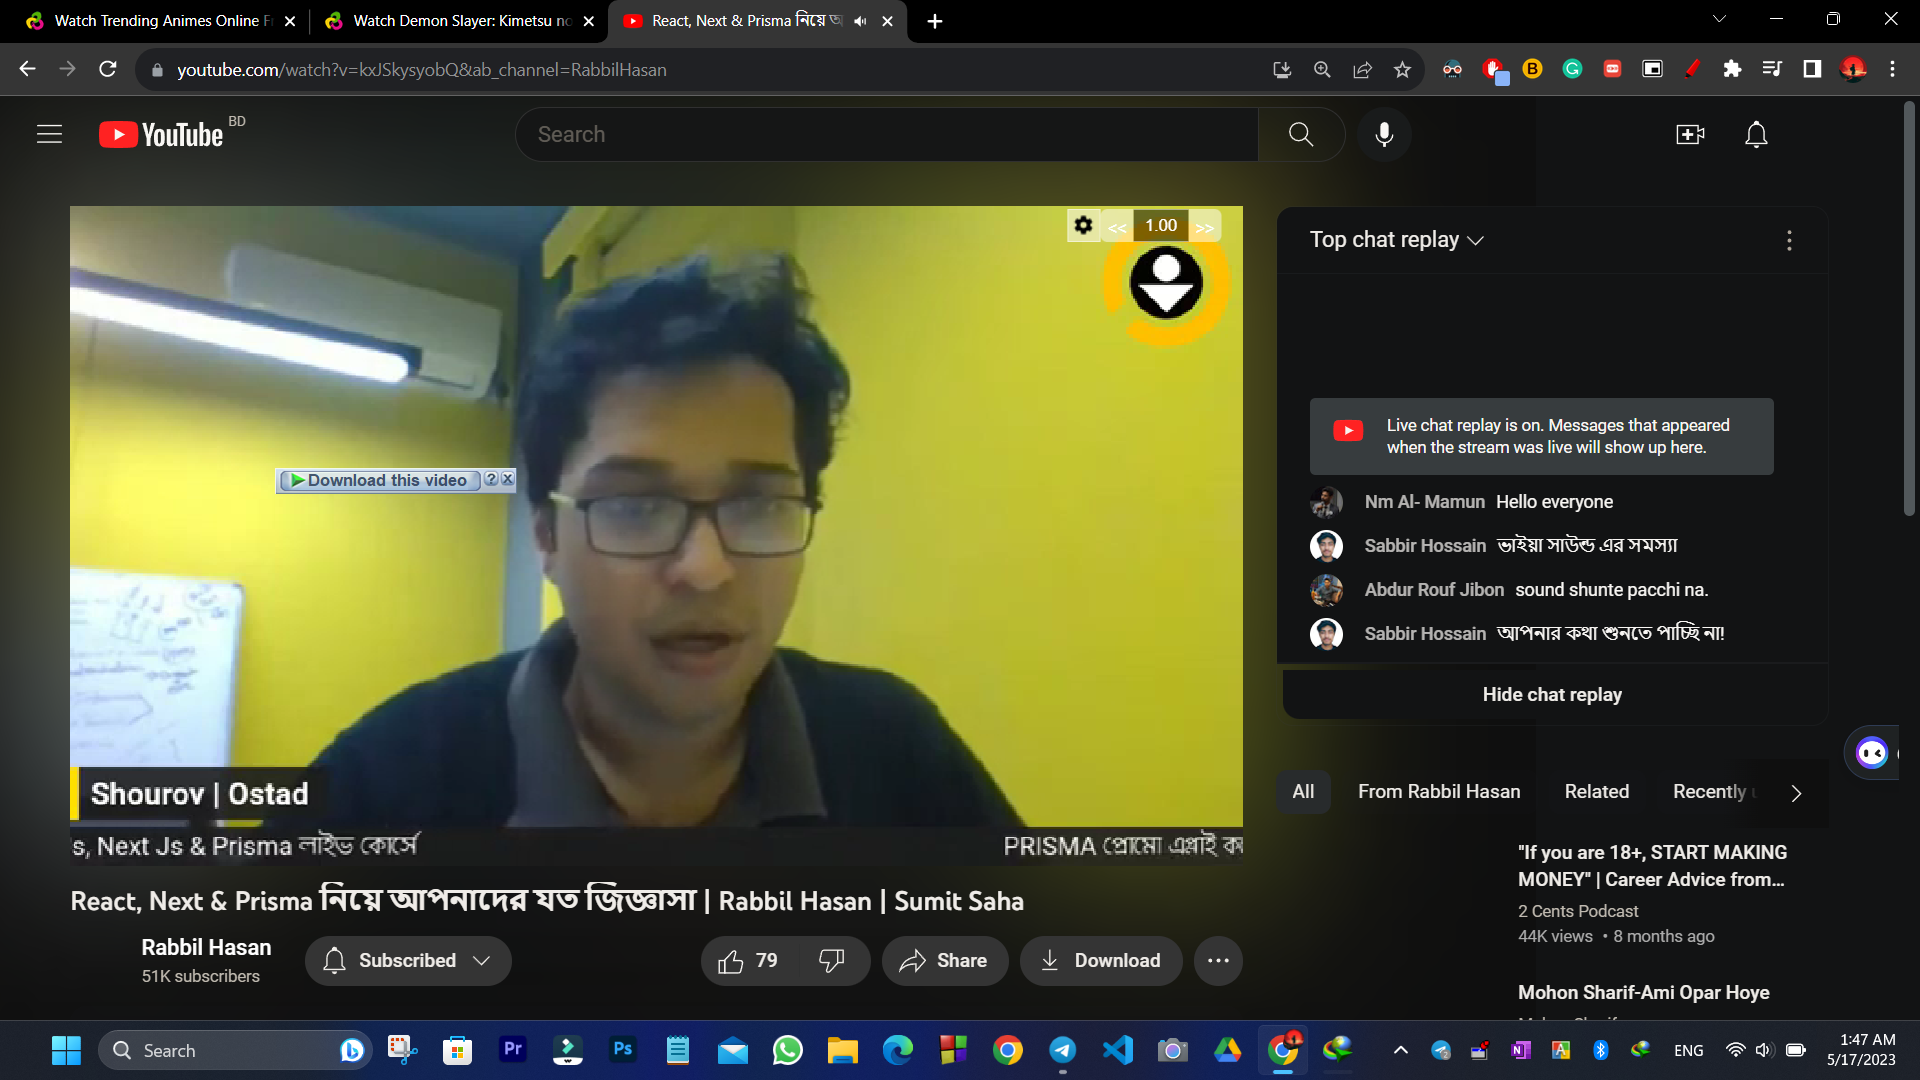 Watch Trending Animes Online F
Watch Demon Slayer: Kimetsu no
React, Next & Prisma নিয়ে
youtube.com/watch?v=kxJSkysyobQ&ab_channel=RabbilHasan
YouTube BD
Search
<< 1.00 >>
Top chat replay
Live chat replay is on. Messages that appeared
when the stream was live will show up here.
Download this video ? X
Nm Al- Mamun Hello everyone
Sabbir Hossain ভাইয়া সাউন্ড এর সমস্যা
Abdur Rouf Jibon sound shunte pacchi na.
Sabbir Hossain আপনার কথা শুনতে পাচ্ছি না!
Hide chat replay
Shourov | Ostad
s, Next Js & Prisma লাইভ কোর্সে
PRISMA প্রোমো এপ্লাই
All From Rabbil Hasan Related Recently
React, Next & Prisma নিয়ে আপনাদের যত জিজ্ঞাসা | Rabbil Hasan | Sumit Saha
Rabbil Hasan
51K subscribers
Subscribed
79
Share
Download
"If you are 18+, START MAKING
MONEY" | Career Advice from...
2 Cents Podcast
44K views • 8 months ago
Mohon Sharif-Ami Opar Hoye
Search
Pr
Ps
ENG
1:47 AM
5/17/2023